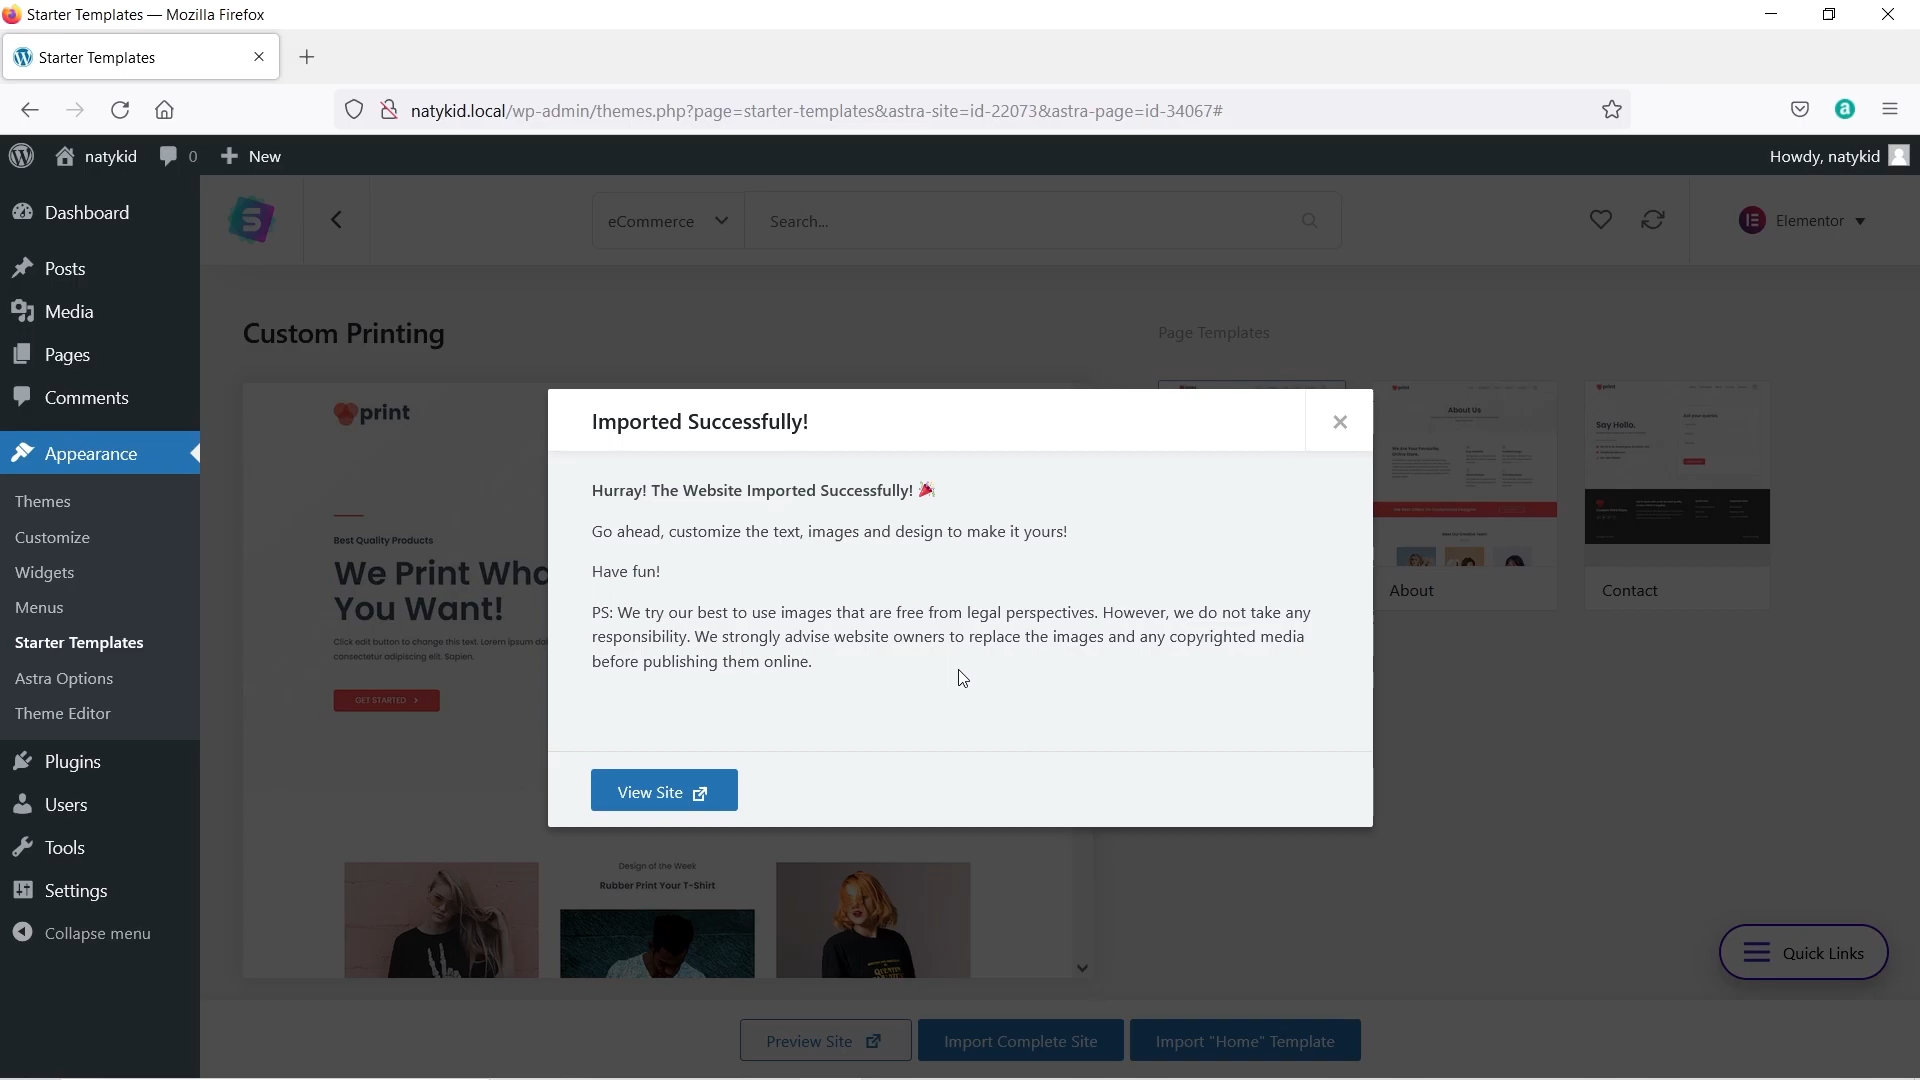 Starter Templates — Mozilla Firefox
Starter Templates
natykid.local/wp-admin/themes.php?page=starter-templates&astra-site=id-22073&astra-page=id-34067#
natykid
0
New
Howdy, natykid
Dashboard
Posts
Media
Pages
Comments
Appearance
Themes
Customize
Widgets
Menus
Starter Templates
Astra Options
Theme Editor
Plugins
Users
Tools
Settings
Collapse menu
eCommerce
Search...
Elementor
Custom Printing
Page Templates
print
Best Quality Products
We Print Wha
You Want!
Click edit button to change this text. Lorem ipsum do
consectetur adipiscing elit. Sapien.
GET STARTED >
Imported Successfully!
Hurray! The Website Imported Successfully! 🎉
Go ahead, customize the text, images and design to make it yours!
Have fun!
PS: We try our best to use images that are free from legal perspectives. However, we do not take any
responsibility. We strongly advise website owners to replace the images and any copyrighted media
before publishing them online.
View Site
About Us
About
Say Hello.
Contact
Design of the Week
Rubber Print Your T-Shirt
Quick Links
Preview Site
Import Complete Site
Import "Home" Template